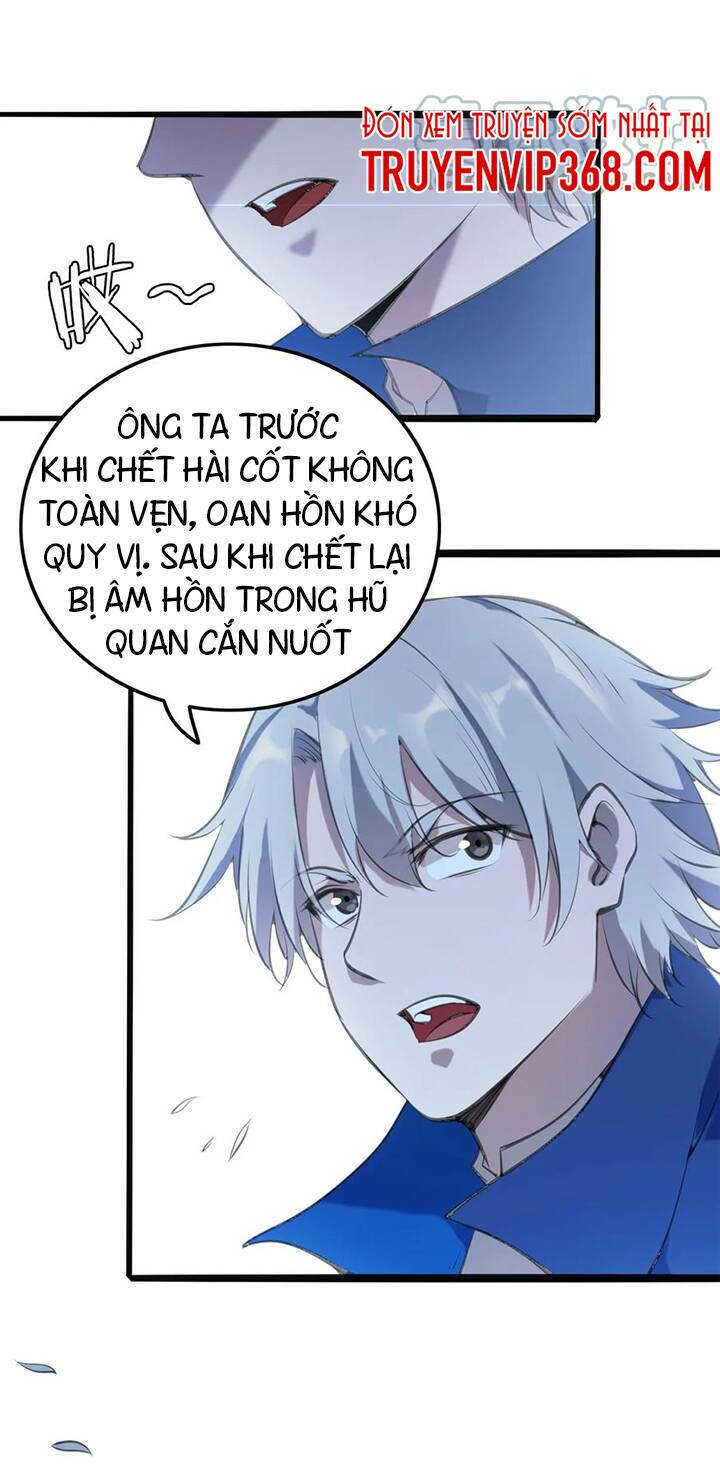 ĐÓN XEM TRUYỆN SỚM NHẤT TẠI
TRUYENVIP368.COM
ÔNG TA TRƯỚC
KHI CHẾT HÀI CỐT KHÔNG
TOÀN VẸN, OAN HỒN KHÓ
QUY VỊ. SAU KHI CHẾT LẠI
BỊ ÂM HỒN TRONG HŨ
QUAN CẮN NUỐT